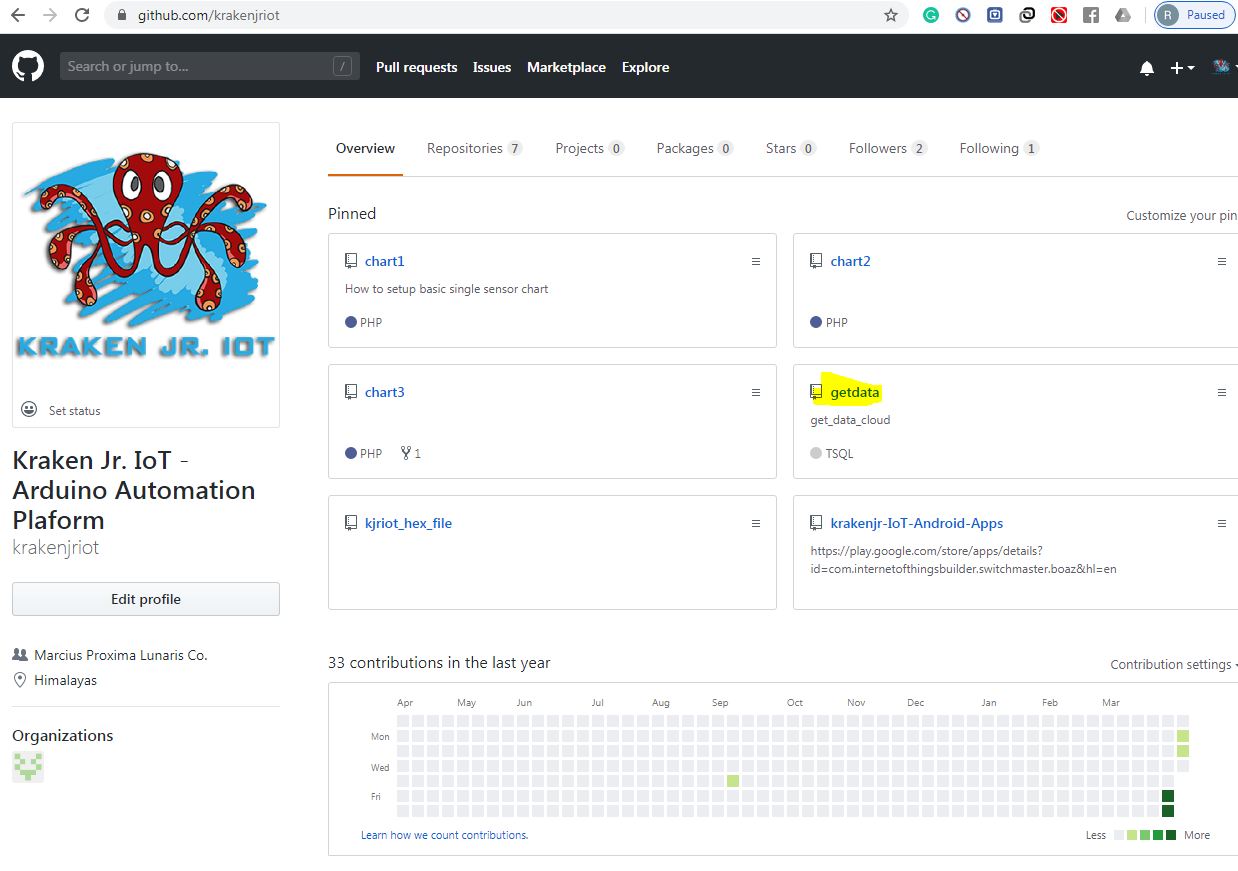 github.com/krakenjriot
R Paused
Search or jump to... /
Pull requests Issues Marketplace Explore
Overview Repositories 7 Projects 0 Packages 0 Stars 0 Followers 2 Following 1
KRAKEN JR. IOT
Set status
Kraken Jr. IoT -
Arduino Automation
Plaform
krakenjriot
Edit profile
Marcius Proxima Lunaris Co.
Himalayas
Organizations
Pinned
Customize your pin
chart1
How to setup basic single sensor chart
PHP
chart2
PHP
chart3
PHP 1
getdata
get_data_cloud
TSQL
kjriot_hex_file
krakenjr-IoT-Android-Apps
https://play.google.com/store/apps/details?
id=com.internetofthingsbuilder.switchmaster.boaz&hl=en
33 contributions in the last year
Contribution settings
Apr May Jun Jul Aug Sep Oct Nov Dec Jan Feb Mar
Mon
Wed
Fri
Learn how we count contributions.
Less More